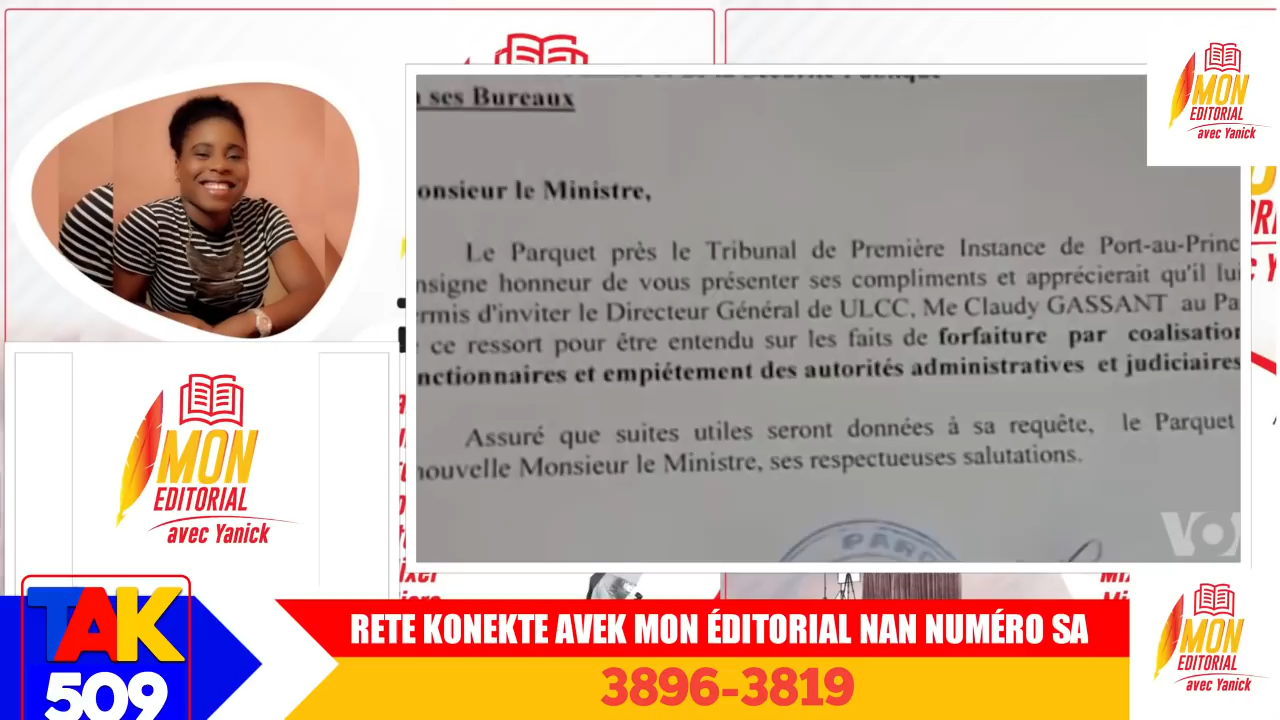 ses Bureaux
onsieur le Ministre,
Le Parquet près le Tribunal de Première Instance de Port-au-Princ
nsigne honneur de vous présenter ses compliments et apprécierait qu'il lui
rmis d'inviter le Directeur Général de ULCC, Me Claudy GASSANT au Pa
ce ressort pour être entendu sur les faits de forfaiture par coalisation
nctionnaires et empiétement des autorités administratives et judiciaires
Assuré que suites utiles seront données à sa requête, le Parquet
nouvelle Monsieur le Ministre, ses respectueuses salutations.
PARQ
VOA
MON
EDITORIAL
avec Yanick
MON
EDITORIAL
avec Yanick
TAK
509
RETE KONEKTE AVEK MON ÉDITORIAL NAN NUMÉRO SA
3896-3819
MON
EDITORIAL
avec Yanick